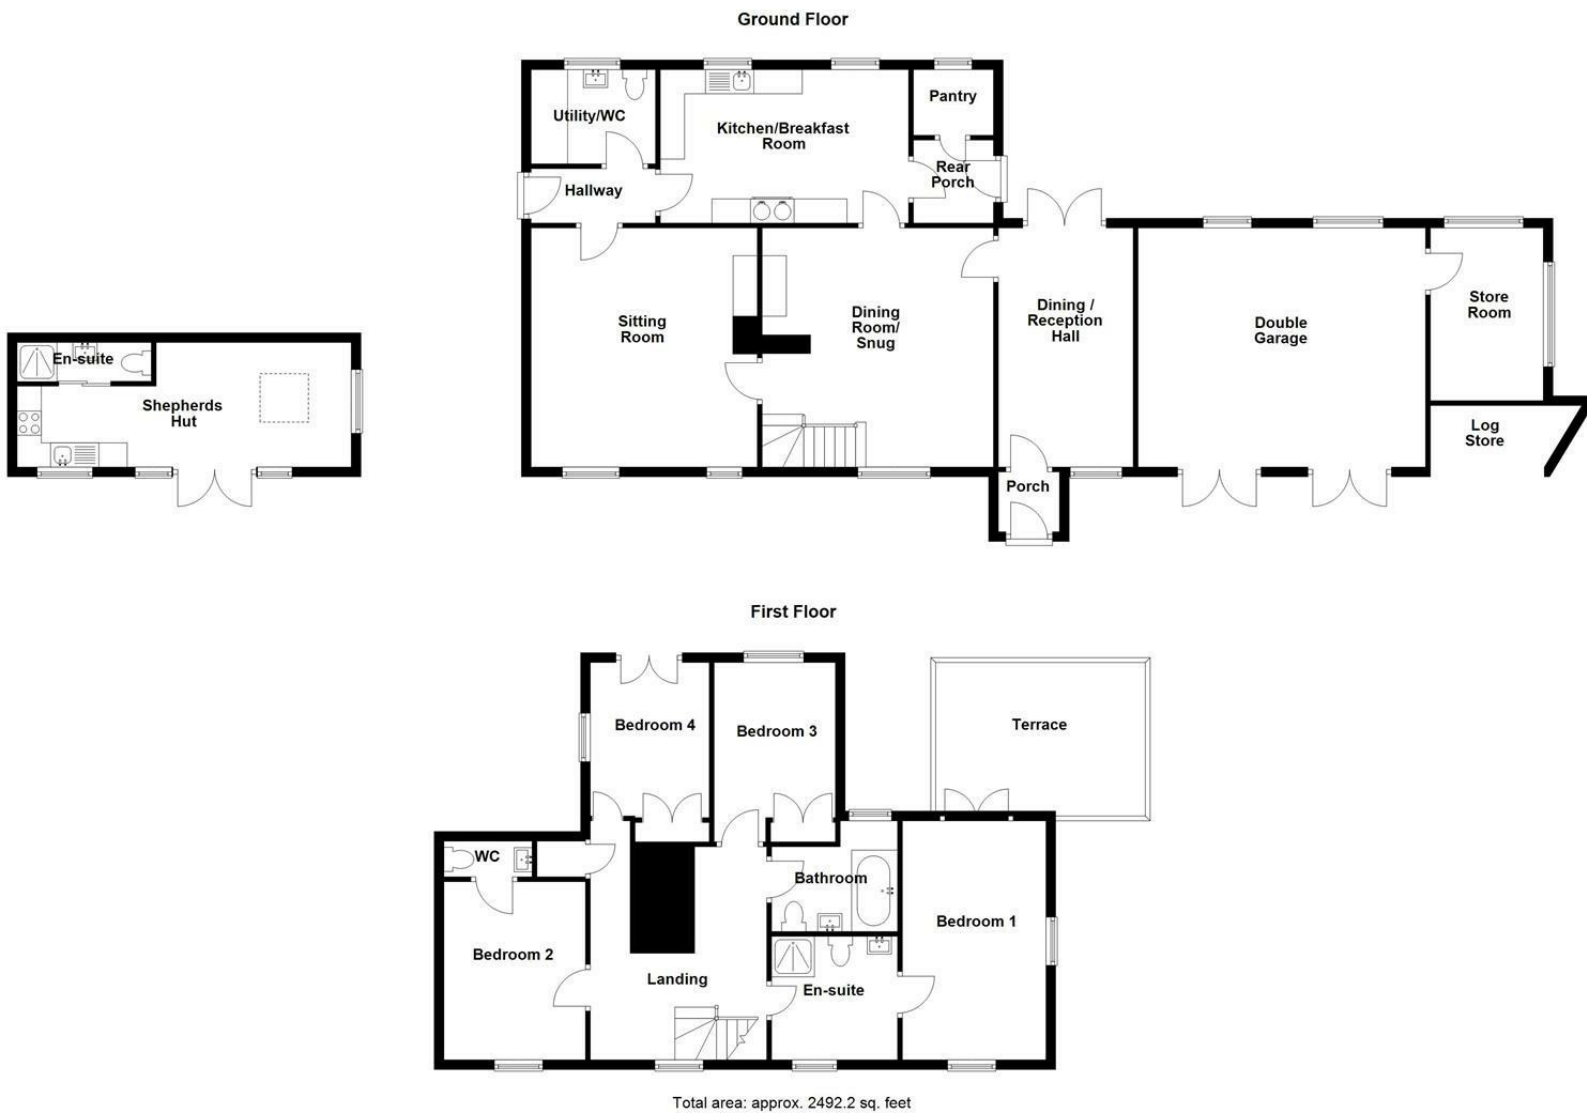 Ground Floor
Utility/WC
Kitchen/Breakfast
Room
Pantry
Rear
Porch
Hallway
Sitting
Room
Dining
Room/
Snug
Dining /
Reception
Hall
Double
Garage
Store
Room
Log
Store
Porch
En-suite
Shepherds
Hut
First Floor
Bedroom 4
Bedroom 3
Terrace
WC
Bathroom
Bedroom 1
Bedroom 2
Landing
En-suite
Total area: approx. 2492.2 sq. feet